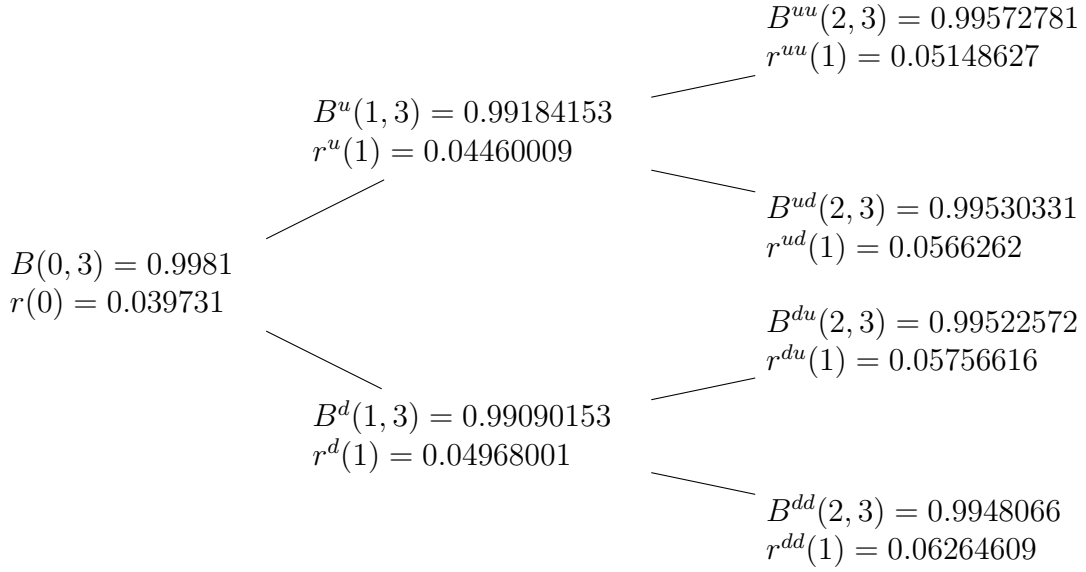 B^{uu}(2, 3) = 0.99572781
r^{uu}(1) = 0.05148627
B^{u}(1, 3) = 0.99184153
r^{u}(1) = 0.04460009
B^{ud}(2, 3) = 0.99530331
r^{ud}(1) = 0.0566262
B(0, 3) = 0.9981
r(0) = 0.039731
B^{du}(2, 3) = 0.99522572
r^{du}(1) = 0.05756616
B^{d}(1, 3) = 0.99090153
r^{d}(1) = 0.04968001
B^{dd}(2, 3) = 0.9948066
r^{dd}(1) = 0.06264609